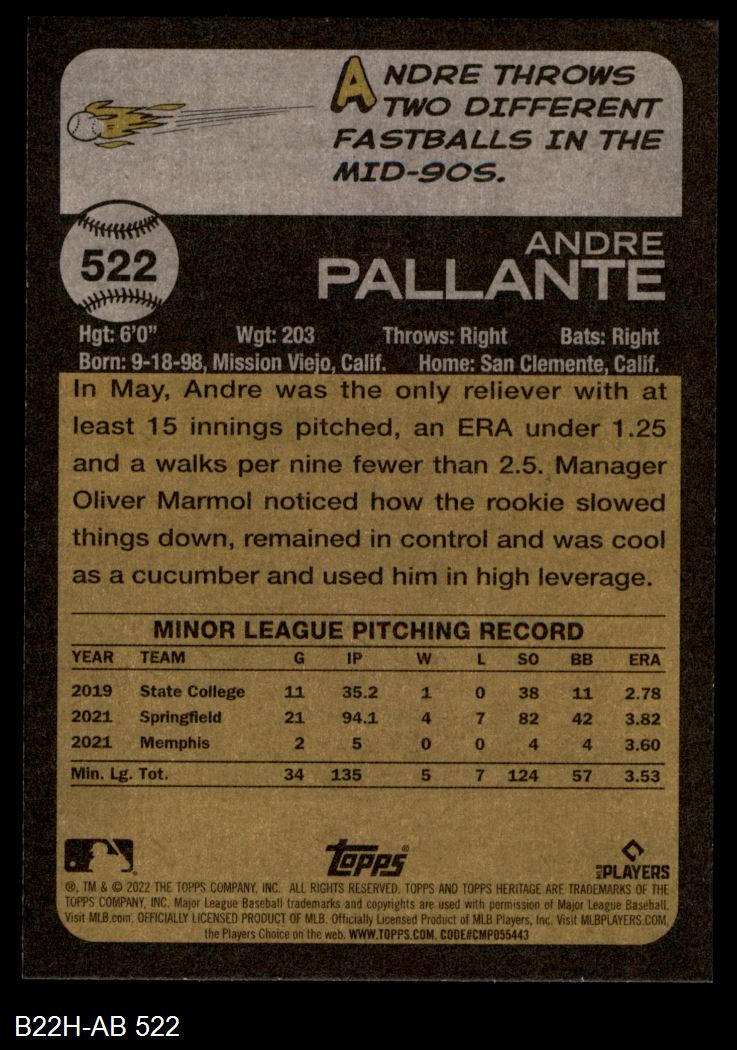 ANDRE THROWS
TWO DIFFERENT
FASTBALLS IN THE
MID-90S.
522
ANDRE
PALLANTE
Hgt: 6'0" Wgt: 203 Throws: Right Bats: Right
Born: 9-18-98, Mission Viejo, Calif. Home: San Clemente, Calif.
In May, Andre was the only reliever with at
least 15 innings pitched, an ERA under 1.25
and a walks per nine fewer than 2.5. Manager
Oliver Marmol noticed how the rookie slowed
things down, remained in control and was cool
as a cucumber and used him in high leverage.
MINOR LEAGUE PITCHING RECORD
YEAR TEAM G IP W L SO BB ERA
2019 State College 11 35.2 1 0 38 11 2.78
2021 Springfield 21 94.1 4 7 82 42 3.82
2021 Memphis 2 5 0 0 4 4 3.60
Min. Lg. Tot. 34 135 5 7 124 57 3.53
Topps®
MLB PLAYERS
®, TM & © 2022 THE TOPPS COMPANY, INC. ALL RIGHTS RESERVED. TOPPS AND TOPPS HERITAGE ARE TRADEMARKS OF THE
TOPPS COMPANY, INC. Major League Baseball trademarks and copyrights are used with permission of Major League Baseball.
Visit MLB.com. OFFICIALLY LICENSED PRODUCT OF MLB. Officially Licensed Product of MLB Players, Inc. Visit MLBPLAYERS.COM,
the Players Choice on the web. WWW.TOPPS.COM. CODE#CMP055443
B22H-AB 522